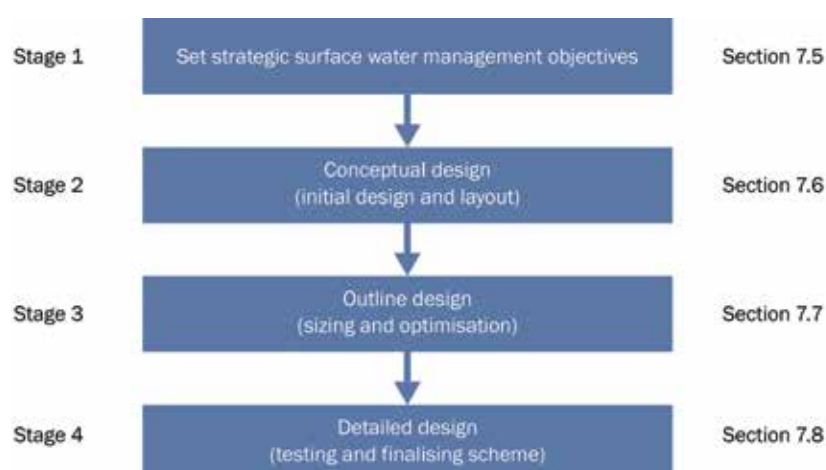 Stage 1
Set strategic surface water management objectives
Section 7.5
Stage 2
Conceptual design
(initial design and layout)
Section 7.6
Stage 3
Outline design
(sizing and optimisation)
Section 7.7
Stage 4
Detailed design
(testing and finalising scheme)
Section 7.8